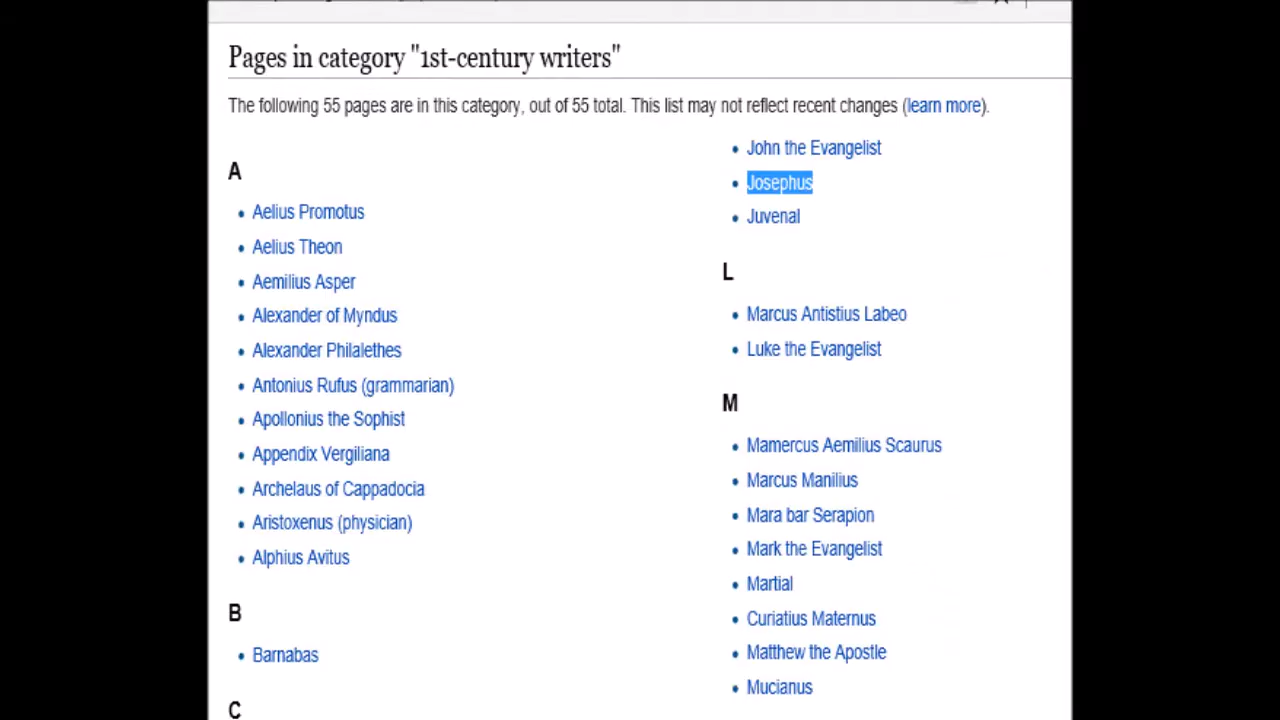 Pages in category "1st-century writers"
The following 55 pages are in this category, out of 55 total. This list may not reflect recent changes (learn more).
A
Aelius Promotus
Aelius Theon
Aemilius Asper
Alexander of Myndus
Alexander Philalethes
Antonius Rufus (grammarian)
Apollonius the Sophist
Appendix Vergiliana
Archelaus of Cappadocia
Aristoxenus (physician)
Alphius Avitus
B
Barnabas
C
John the Evangelist
Josephus
Juvenal
L
Marcus Antistius Labeo
Luke the Evangelist
M
Mamercus Aemilius Scaurus
Marcus Manilius
Mara bar Serapion
Mark the Evangelist
Martial
Curiatius Maternus
Matthew the Apostle
Mucianus